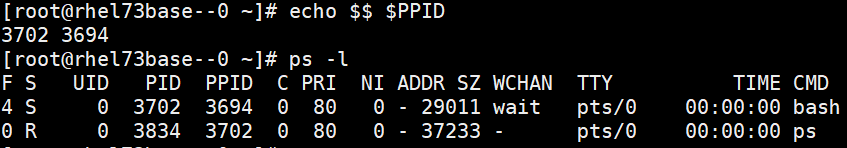 [root@rhel73base--0 ~]# echo $$ $PPID
3702 3694
[root@rhel73base--0 ~]# ps -l
F S   UID   PID  PPID  C PRI  NI ADDR SZ WCHAN  TTY          TIME CMD
4 S     0  3702  3694  0  80   0 - 29011 wait   pts/0    00:00:00 bash
0 R     0  3834  3702  0  80   0 - 37233 -      pts/0    00:00:00 ps